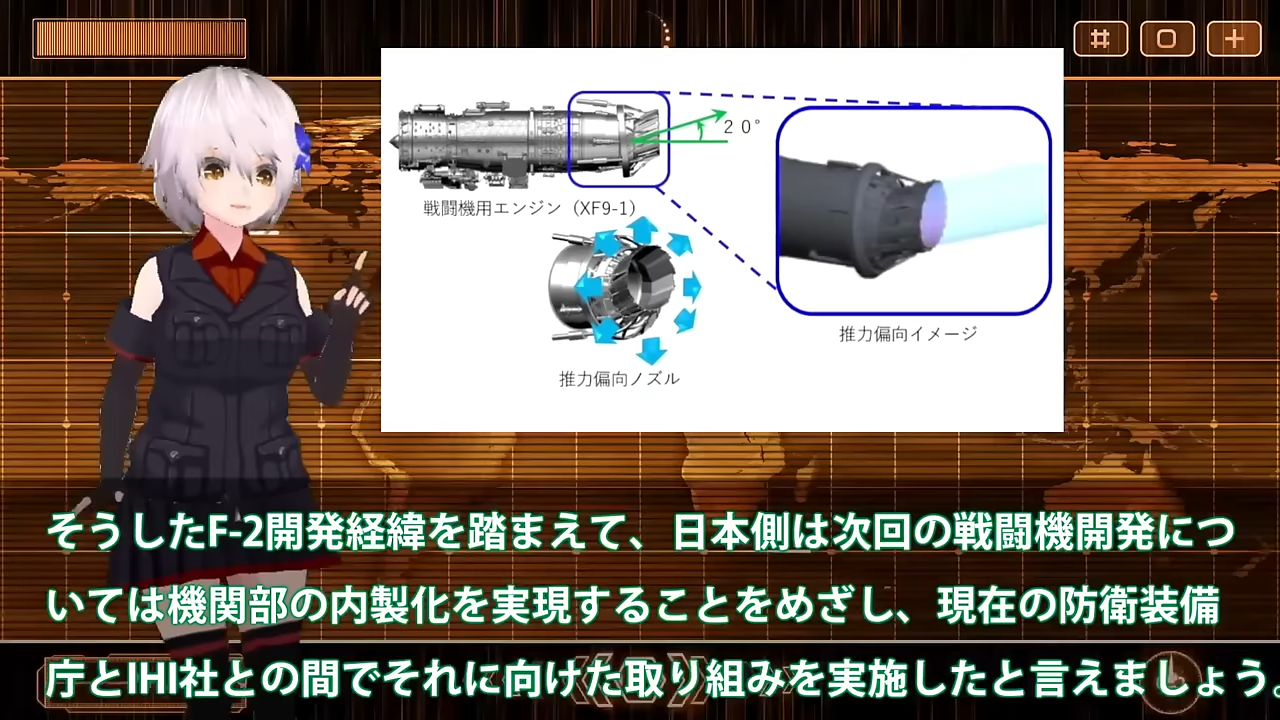 20°
戦闘機用エンジン（XF9-1）
推力偏向イメージ
推力偏向ノズル
そうしたF-2開発経緯を踏まえて、日本側は次回の戦闘機開発につ
いては機関部の内製化を実現することをめざし、現在の防衛装備
庁とIHI社との間でそれに向けた取り組みを実施したと言えましょう。